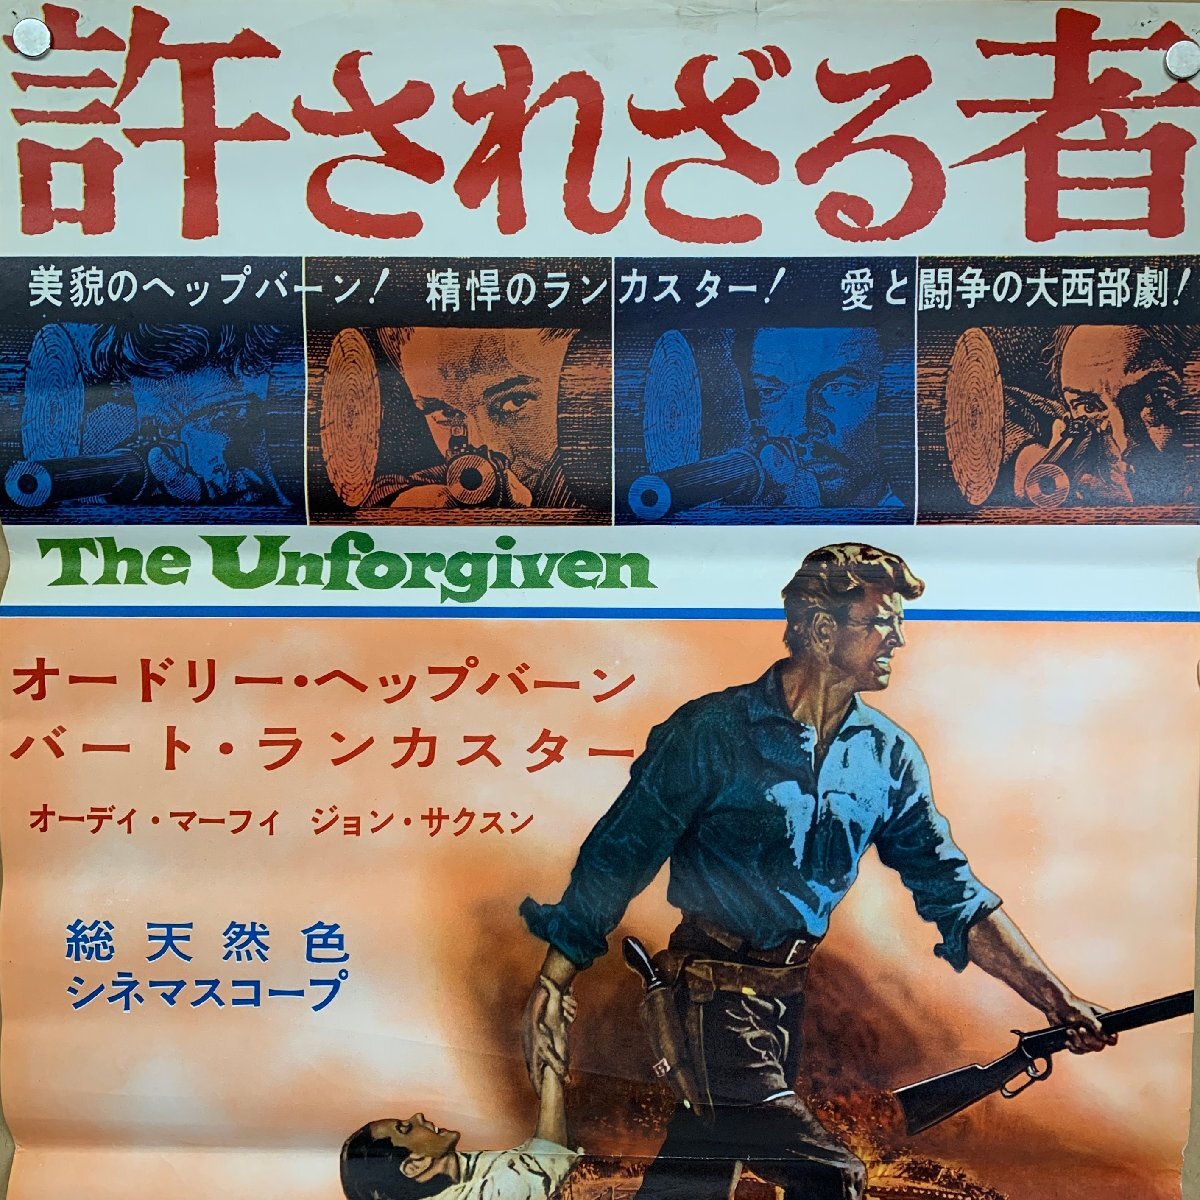 許されざる者
美貌のヘップバーン! 精悍のランカスター! 愛と闘争の大西部劇!
The Unforgiven
オードリー・ヘップバーン
バート・ランカスター
オーディ・マーフィ ジョン・サクスン
総天然色
シネマスコープ